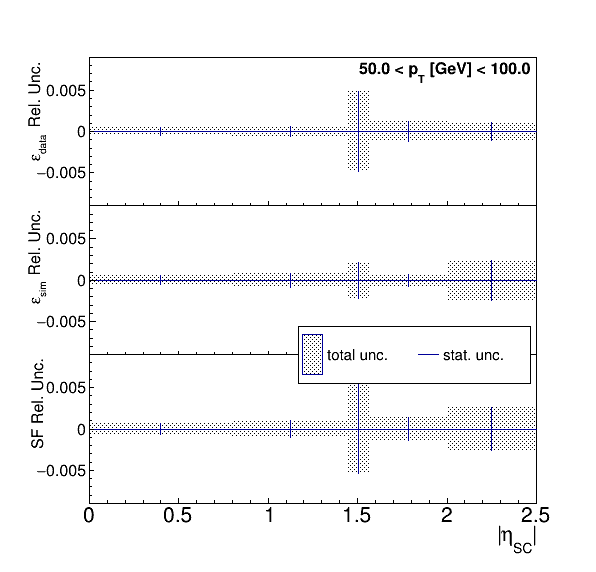 50.0 < p_T [GeV] < 100.0
ε_data Rel. Unc.
0.005
0
−0.005
ε_sim Rel. Unc.
0.005
0
−0.005
total unc.
stat. unc.
SF Rel. Unc.
0.005
0
−0.005
0 0.5 1 1.5 2 2.5
|η_SC|